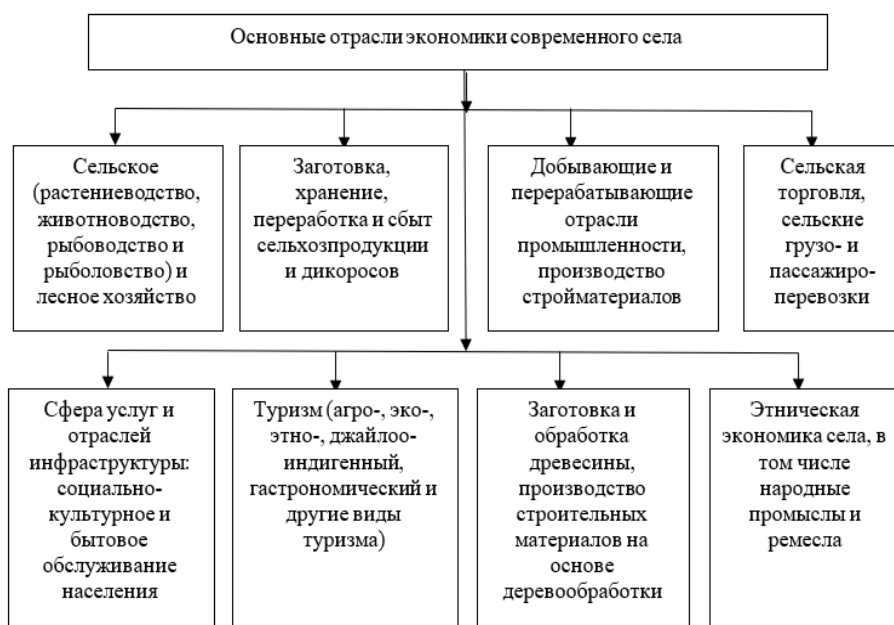 Основные отрасли экономики современного села
Сельское
(растениеводство,
животноводство,
рыбоводство и
рыболовство) и
лесное хозяйство
Заготовка,
хранение,
переработка и сбыт
сельхозпродукции
и дикоросов
Добывающие и
перерабатывающие
отрасли
промышленности,
производство
стройматериалов
Сельская
торговля,
сельские
грузо- и
пассажиро-
перевозки
Сфера услуг и
отраслей
инфраструктуры:
социально-
культурное и
бытовое
обслуживание
населения
Туризм (агро-, эко-,
этно-, джайлоо-
индигенный,
гастрономический и
другие виды
туризма)
Заготовка и
обработка
древесины,
производство
строительных
материалов на
основе
деревообработки
Этническая
экономика села, в
том числе
народные
промыслы и
ремесла